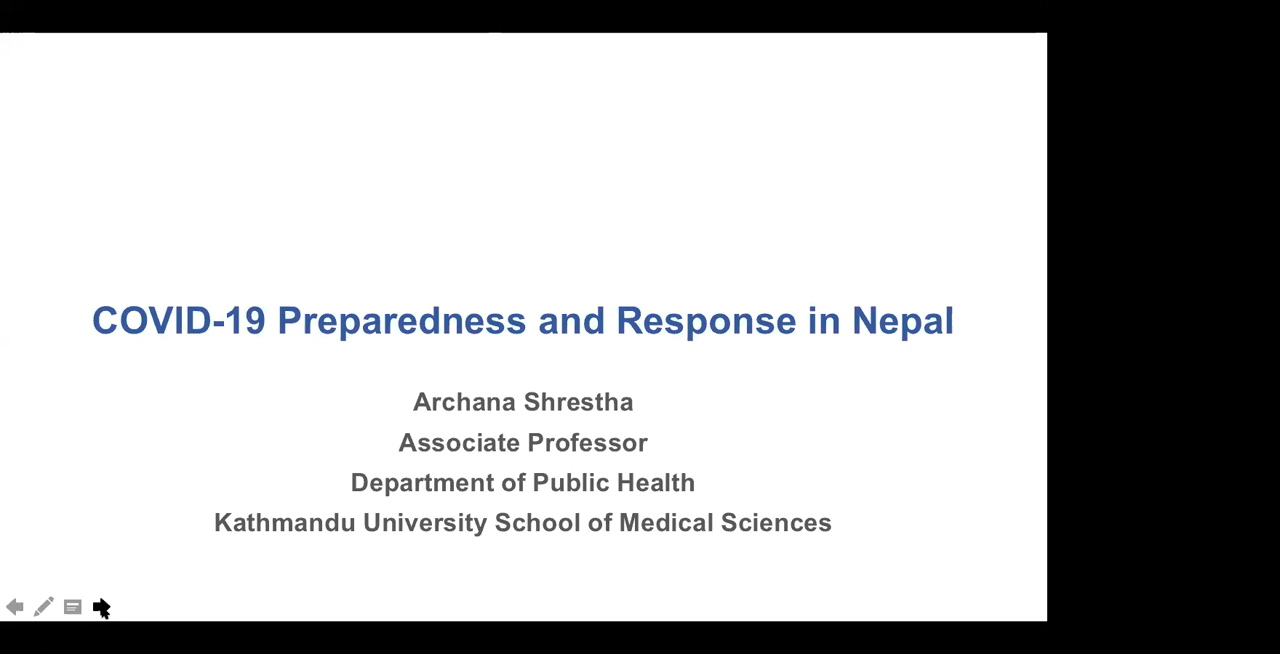 COVID-19 Preparedness and Response in Nepal
Archana Shrestha
Associate Professor
Department of Public Health
Kathmandu University School of Medical Sciences